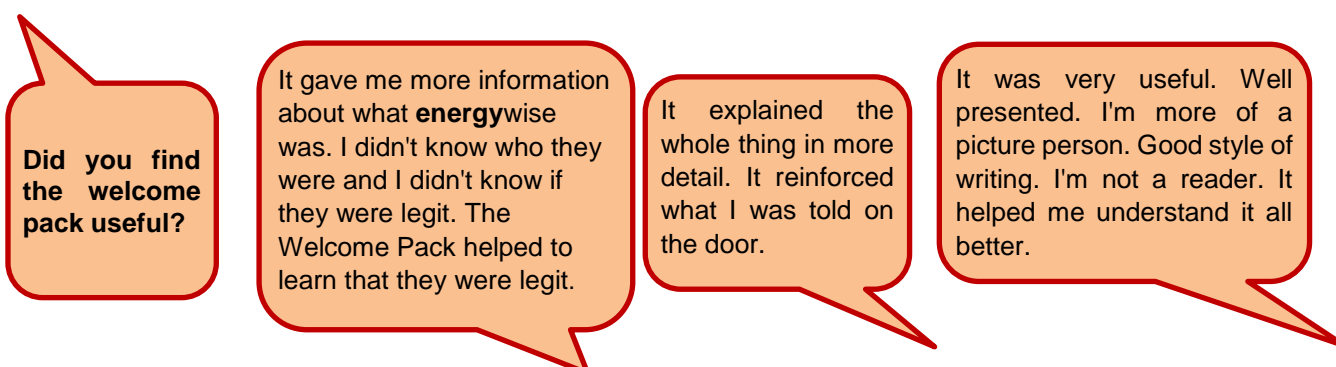 Did you find
the welcome
pack useful?
It gave me more information
about what energywise
was. I didn't know who they
were and I didn't know if
they were legit. The
Welcome Pack helped to
learn that they were legit.
It explained the
whole thing in more
detail. It reinforced
what I was told on
the door.
It was very useful. Well
presented. I'm more of a
picture person. Good style of
writing. I'm not a reader. It
helped me understand it all
better.